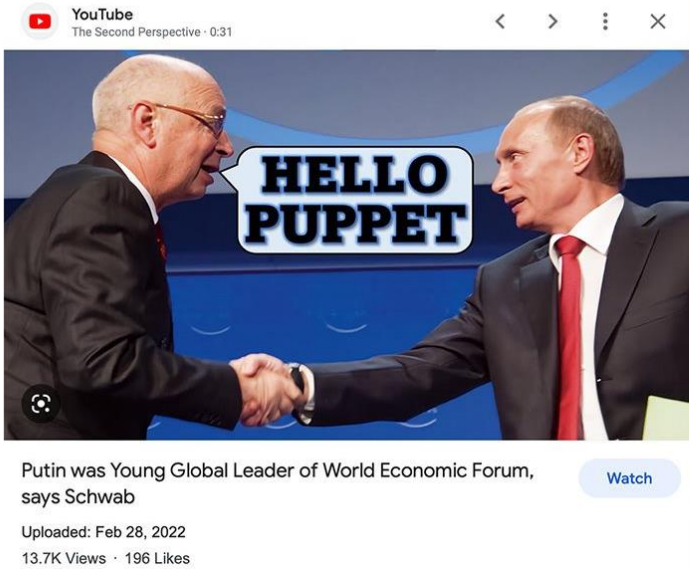 YouTube
The Second Perspective · 0:31
HELLO
PUPPET
Putin was Young Global Leader of World Economic Forum,
says Schwab
Watch
Uploaded: Feb 28, 2022
13.7K Views · 196 Likes